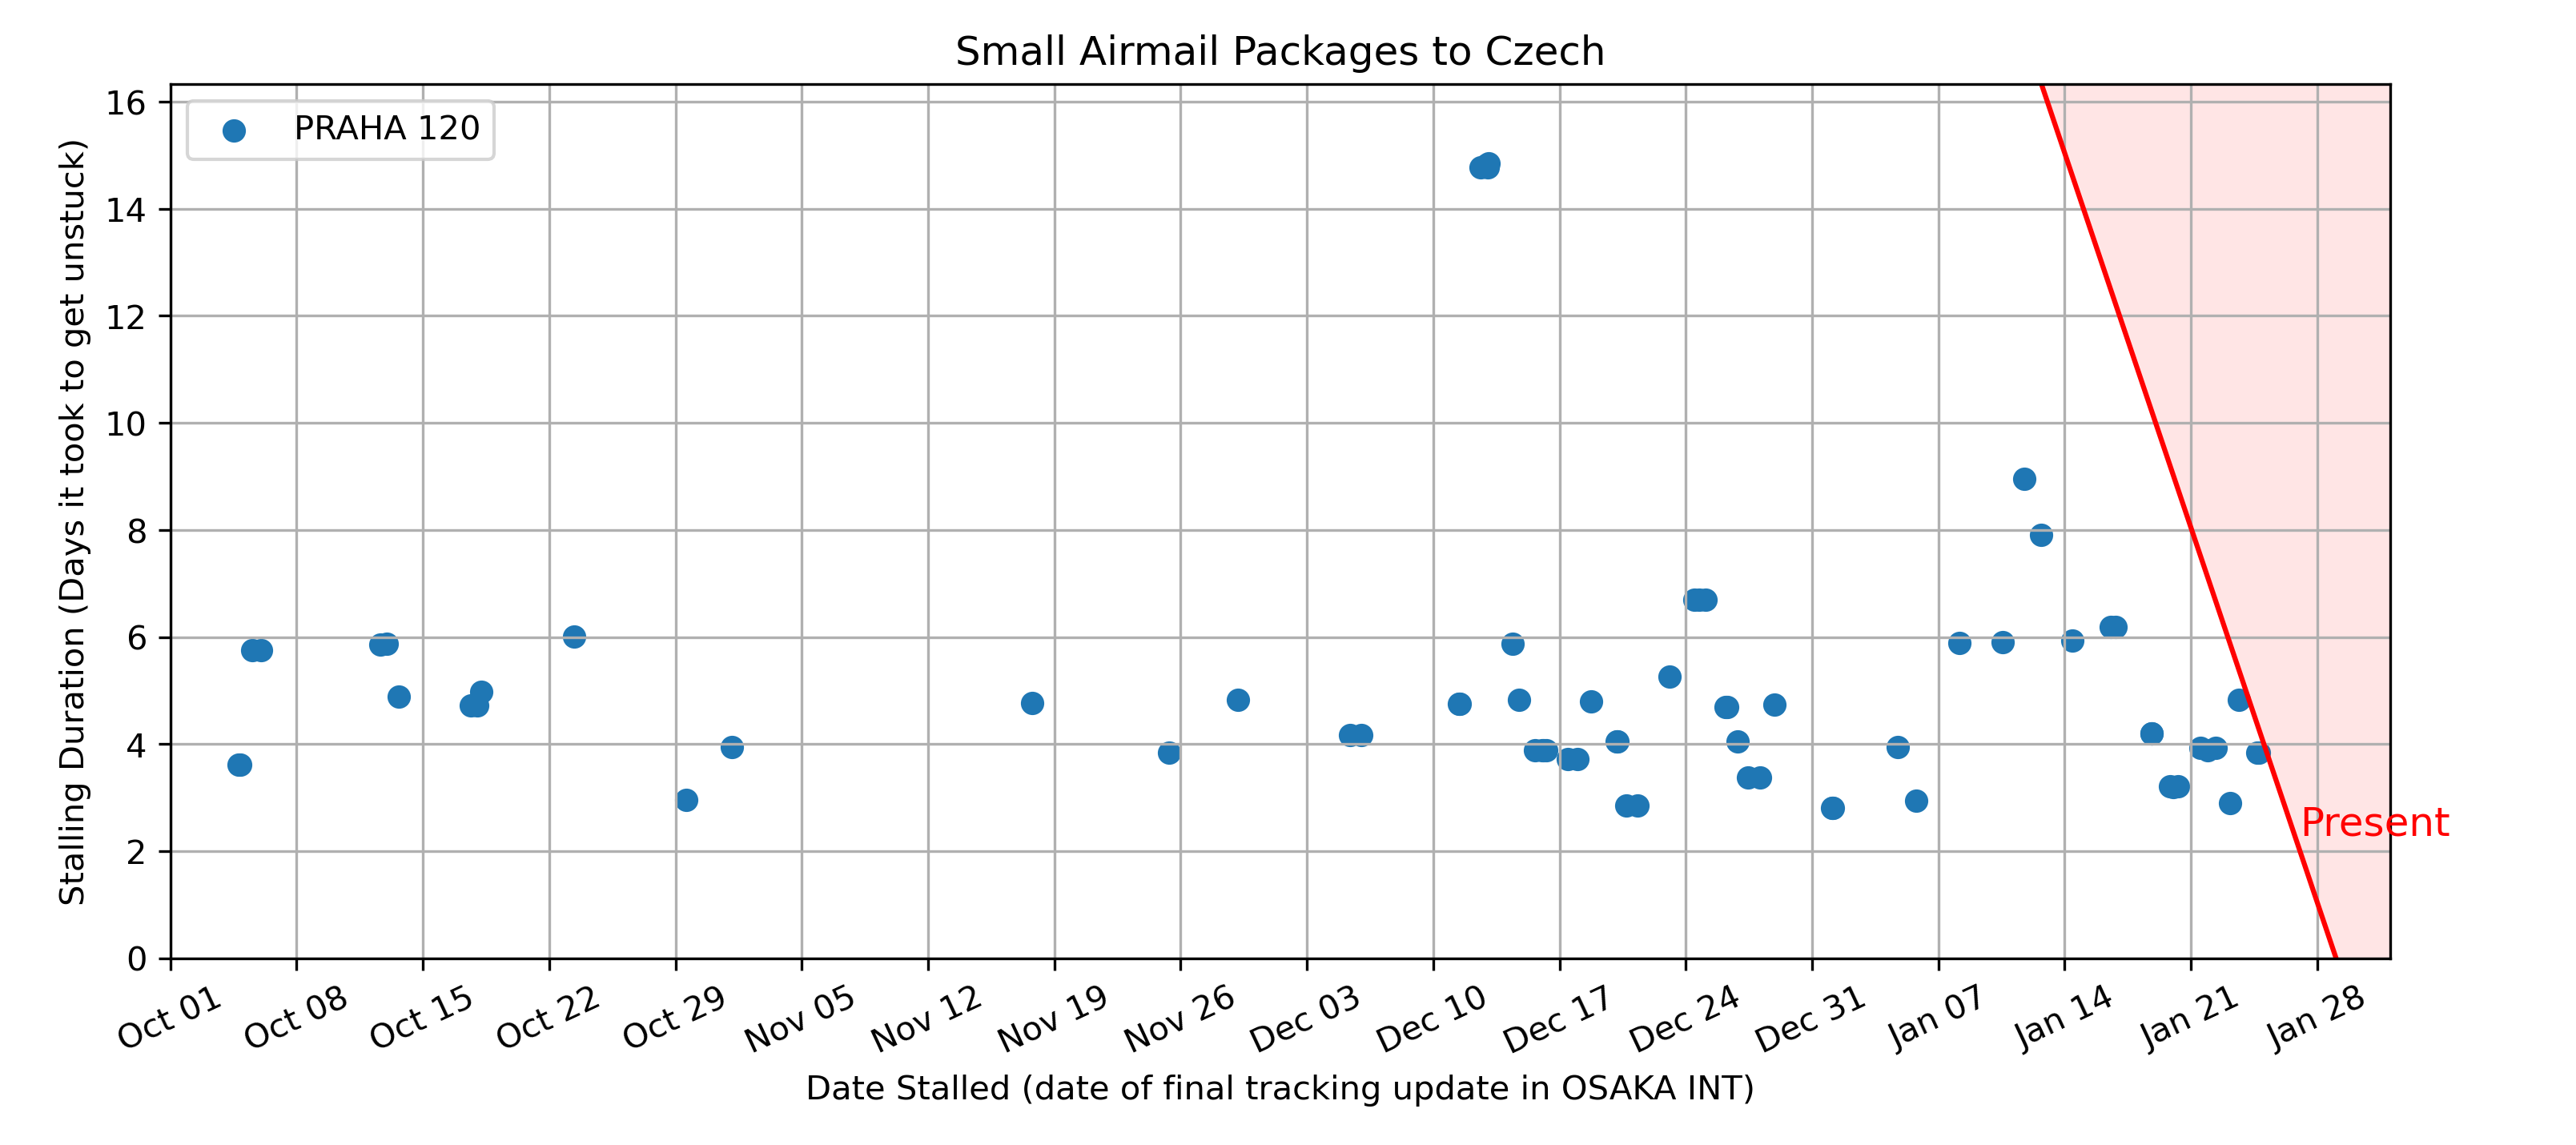 Small Airmail Packages to Czech
PRAHA 120
Stalling Duration (Days it took to get unstuck)
16
14
12
10
8
6
4
2
0
Present
Oct 01
Oct 08
Oct 15
Oct 22
Oct 29
Nov 05
Nov 12
Nov 19
Nov 26
Dec 03
Dec 10
Dec 17
Dec 24
Dec 31
Jan 07
Jan 14
Jan 21
Jan 28
Date Stalled (date of final tracking update in OSAKA INT)